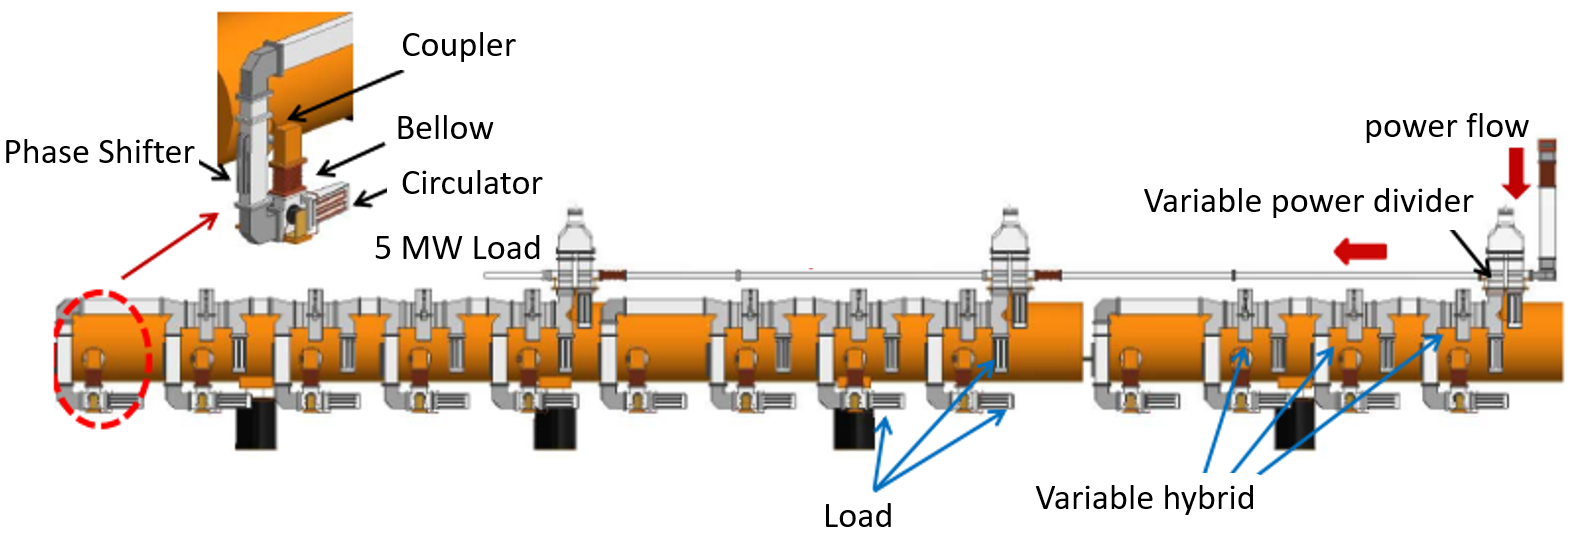 Coupler
Bellow
Phase Shifter
Circulator
5 MW Load
power flow
Variable power divider
Load
Variable hybrid